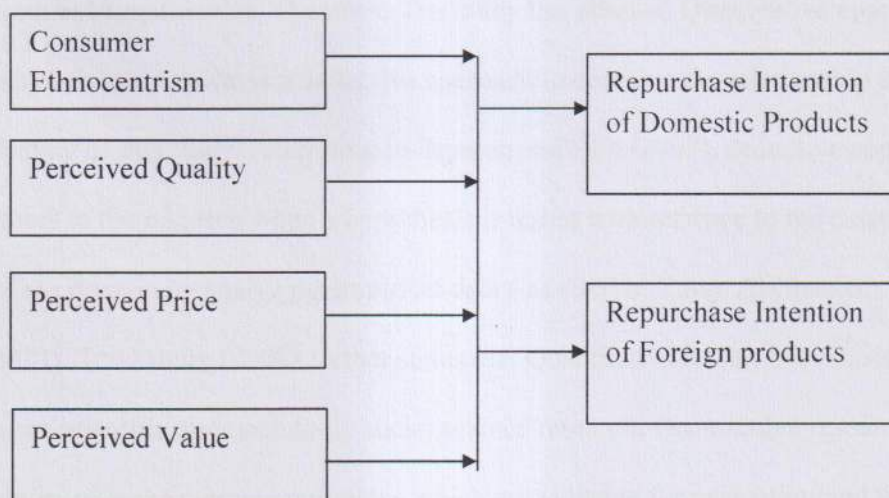 Consumer
Ethnocentrism
Perceived Quality
Perceived Price
Perceived Value
Repurchase Intention
of Domestic Products
Repurchase Intention
of Foreign products